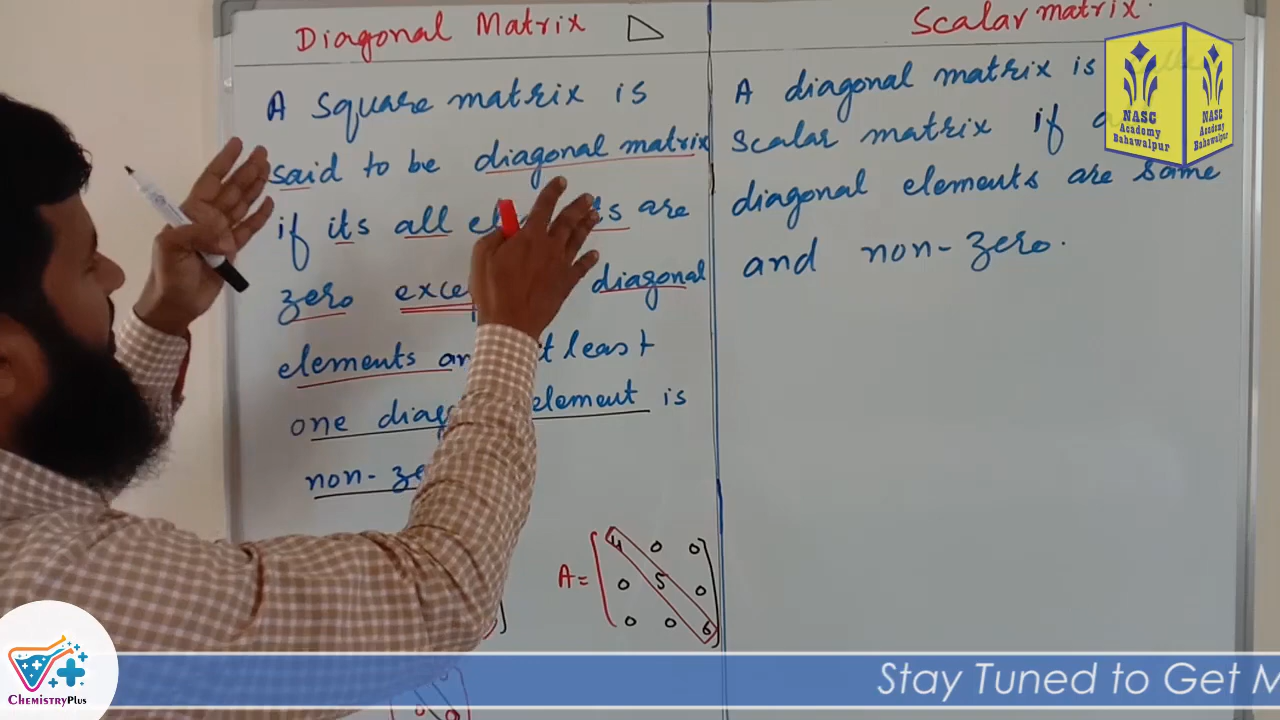 Diagonal Matrix
A square matrix is
said to be diagonal matrix
if its all are
zero diagonal
elements least
one element is
non-
A =
4 0 0
0 5 0
0 0 6
Scalar matrix.
A diagonal matrix is
scalar matrix if
diagonal elements are same
and non-zero.
NASC
Academy
Bahawalpur
NASC
Academy
Bahawalpur
ChemistryPlus
Stay Tuned to Get M